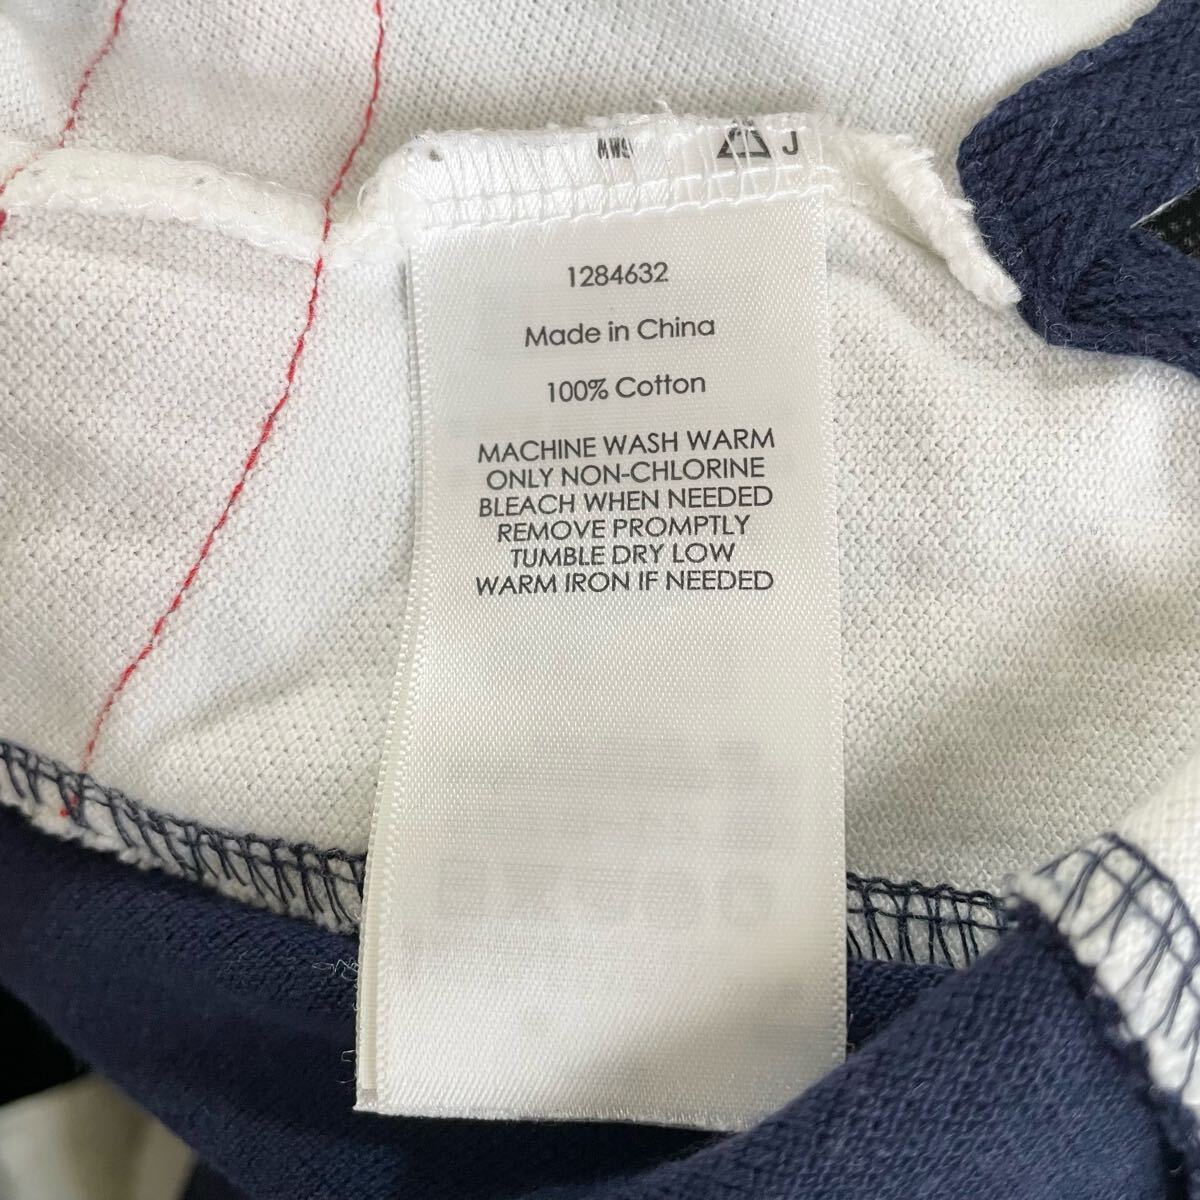 J
1284632
Made in China
100% Cotton
MACHINE WASH WARM
ONLY NON-CHLORINE
BLEACH WHEN NEEDED
REMOVE PROMPTLY
TUMBLE DRY LOW
WARM IRON IF NEEDED